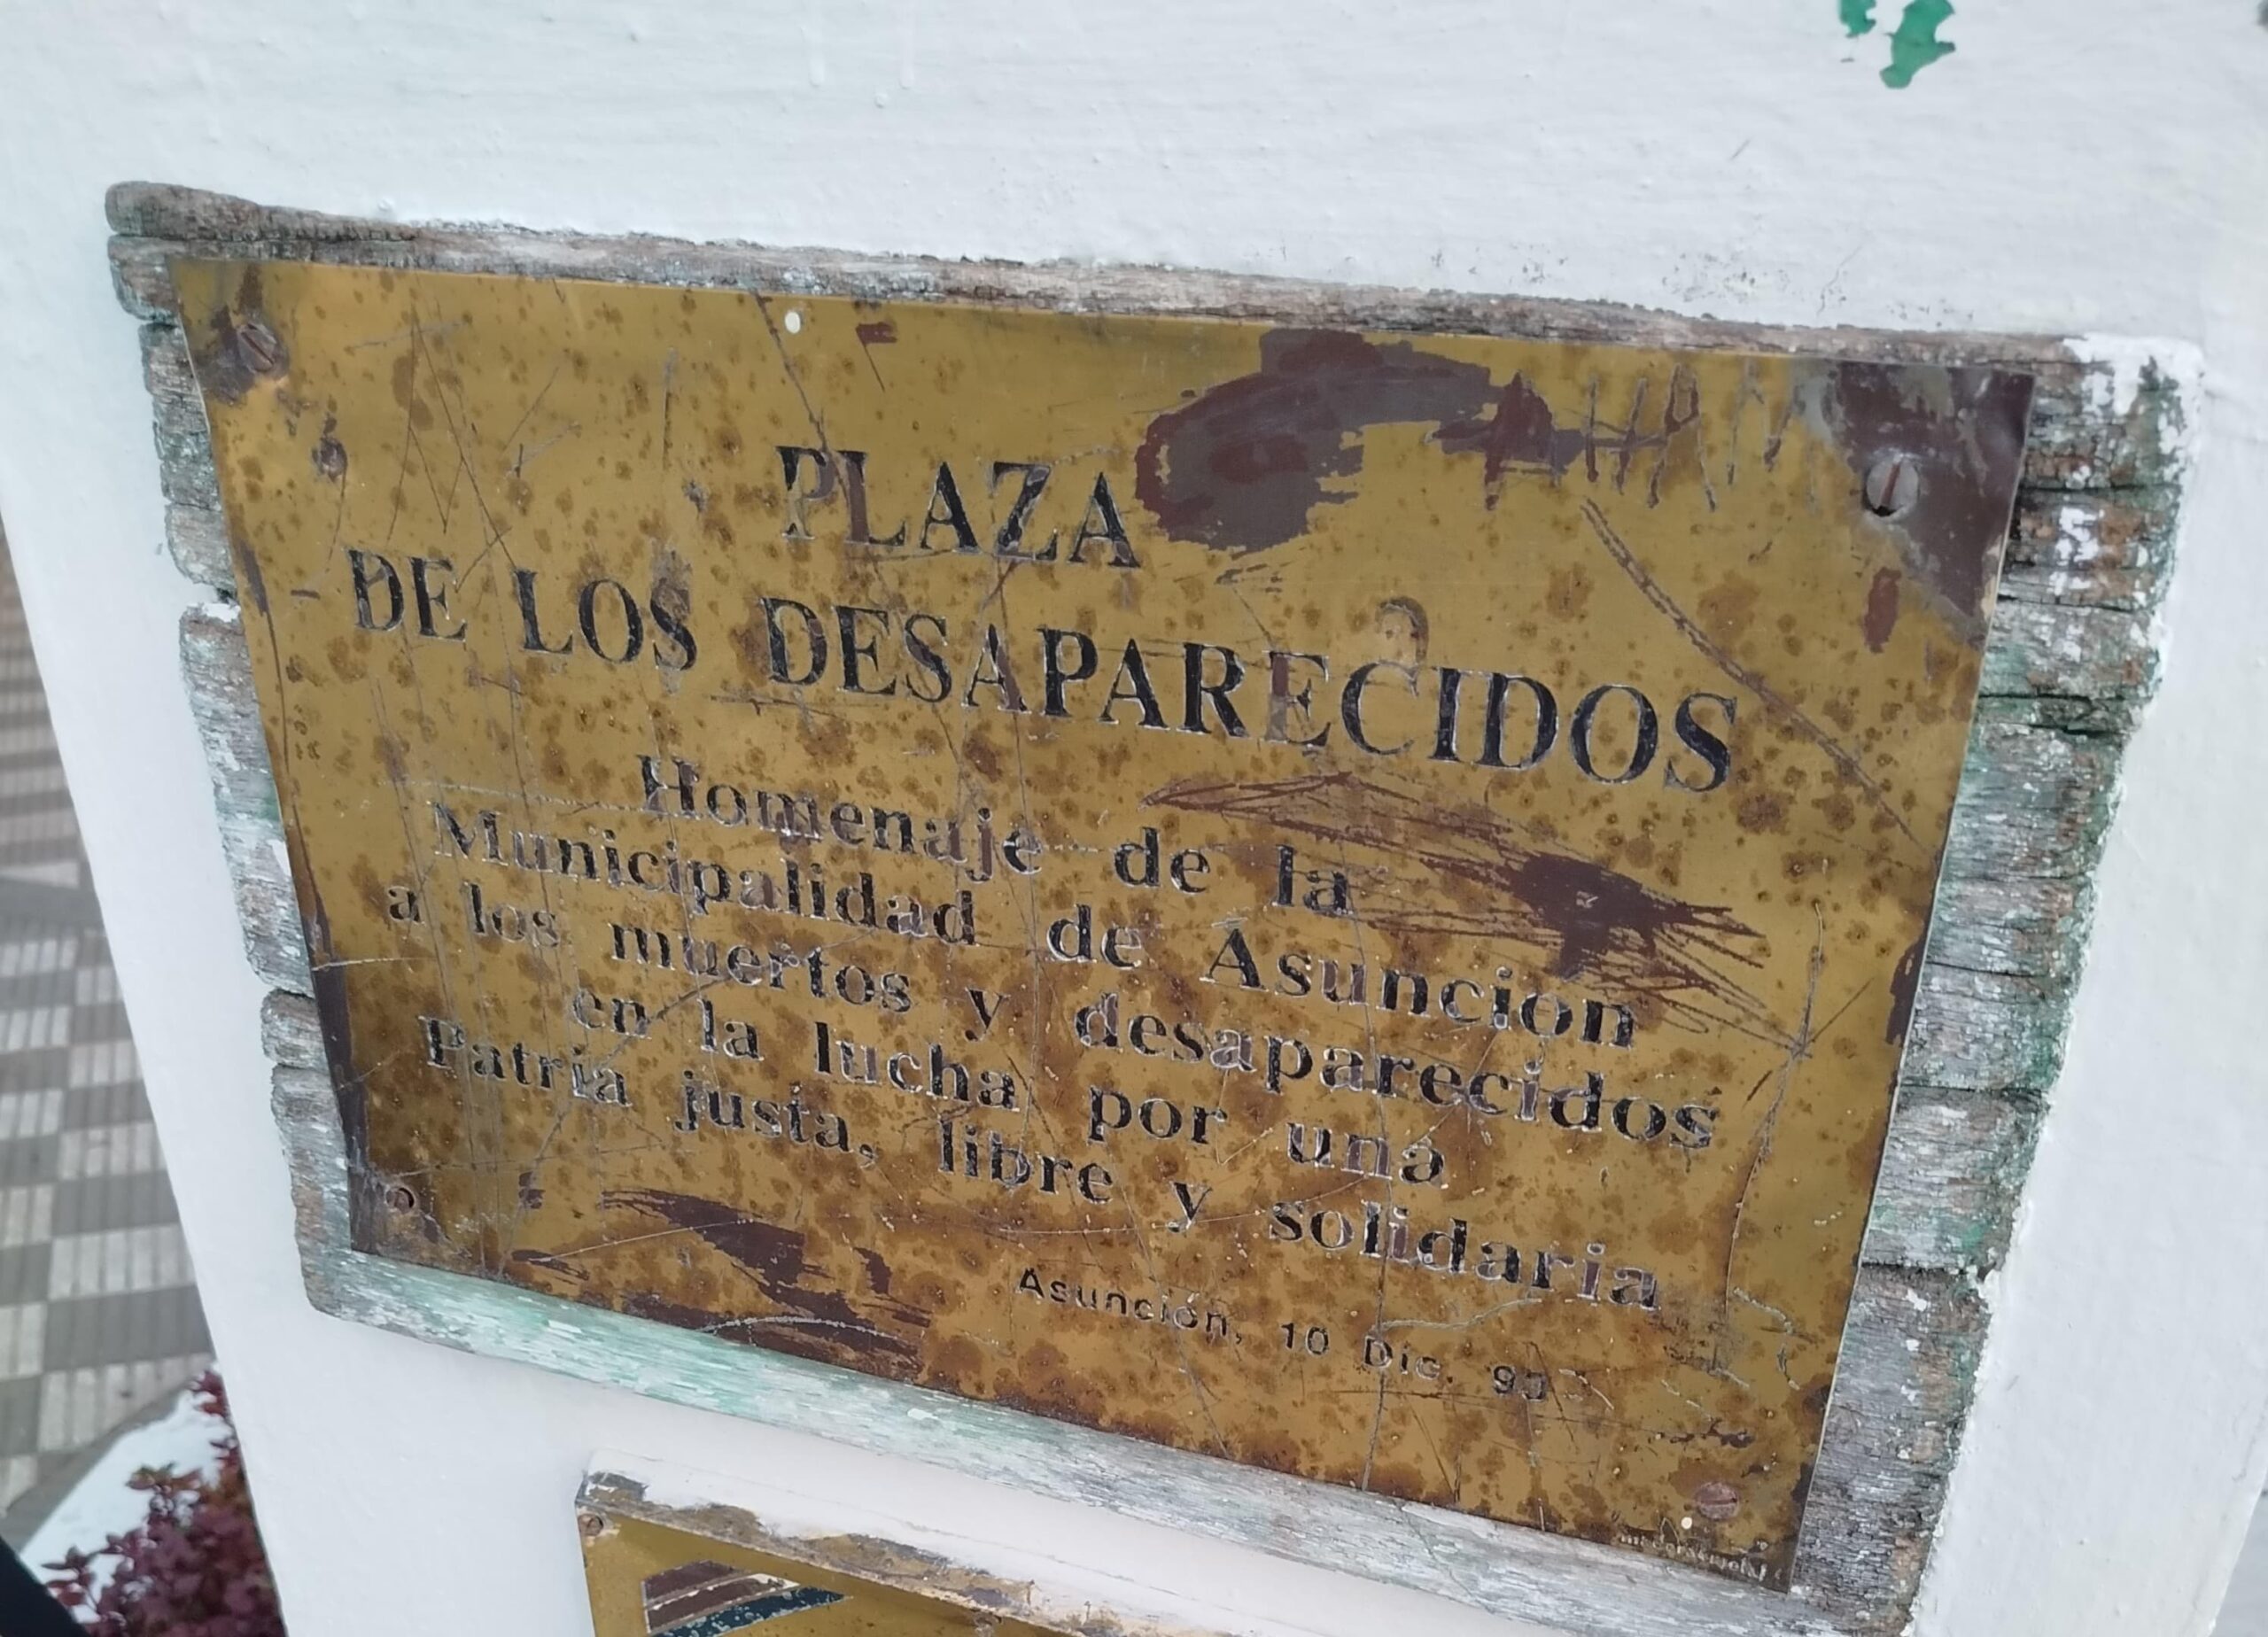 PLAZA
DE LOS DESAPARECIDOS
Homenaje de la
Municipalidad de Asuncion
a los muertos y desaparecidos
en la lucha por una
Patria justa, libre y solidaria
Asunción, 10 Dic.